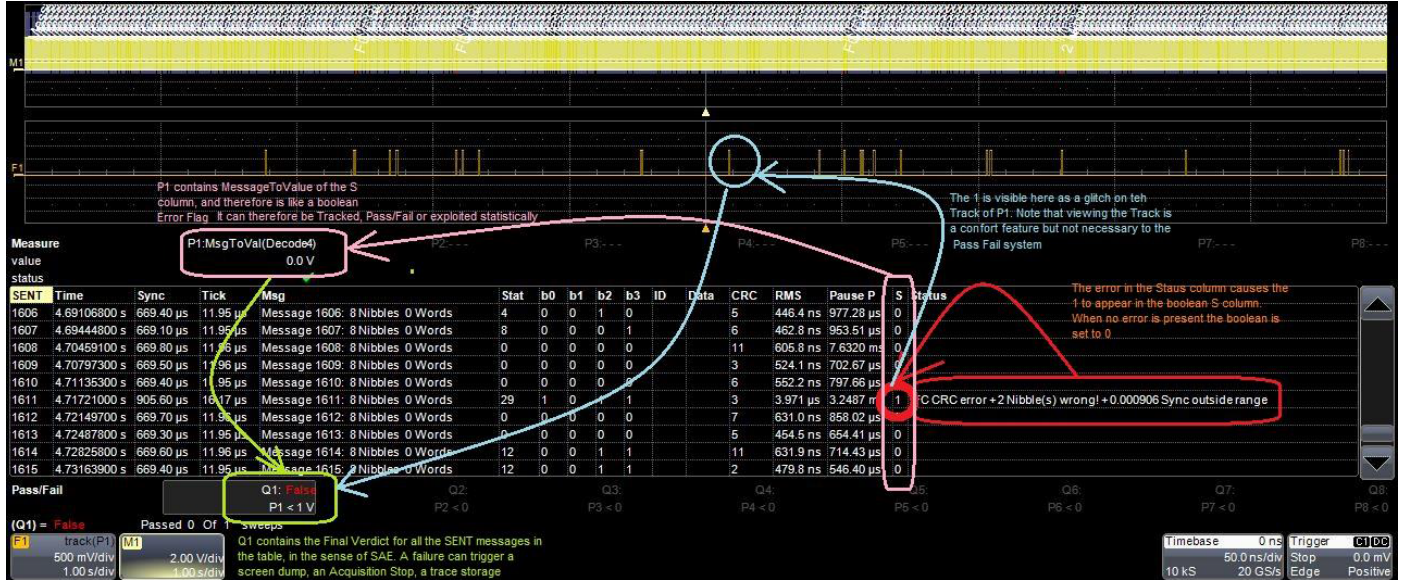 M1
F1
P1 contains MessageToValue of the S
column, and therefore is like a boolean
Error Flag It can therefore be Tracked, Pass/Fail or exploited statistically
The 1 is visible here as a glitch on teh
Track of P1. Note that viewing the Track is
a confort feature but not necessary to the
Pass Fail system
Measure P1:MsgToVal(Decode4) P2:- - - P3:- - - P4:- - - P5:- - - P7:- - - P8:- - -
value 0.0 V
status
SENT Time Sync Tick Msg Stat b0 b1 b2 b3 ID Data CRC RMS Pause P S Status
1606 4.69106800 s 669.40 µs 11.95 µs Message 1606: 8 Nibbles 0 Words 4 0 0 1 0 5 446.4 ns 977.28 µs 0
1607 4.69444800 s 669.10 µs 11.95 µs Message 1607: 8 Nibbles 0 Words 8 0 0 0 1 6 462.8 ns 953.51 µs 0
1608 4.70459100 s 669.80 µs 11.96 µs Message 1608: 8 Nibbles 0 Words 0 0 0 0 0 11 605.8 ns 7.6320 ms 0
1609 4.70797300 s 669.50 µs 11.96 µs Message 1609: 8 Nibbles 0 Words 0 0 0 0 0 3 524.1 ns 702.67 µs 0
1610 4.71135300 s 669.40 µs 11.95 µs Message 1610: 8 Nibbles 0 Words 0 0 0 0 0 6 552.2 ns 797.66 µs
1611 4.71721000 s 905.60 µs 16.17 µs Message 1611: 8 Nibbles 0 Words 29 1 0 1 1 3 3.971 µs 3.2487 m 1 FC CRC error + 2 Nibble(s) wrong! + 0.000906 Sync outside range
1612 4.72149700 s 669.70 µs 11.95 µs Message 1612: 8 Nibbles 0 Words 0 0 0 0 0 7 631.0 ns 858.02 µs
1613 4.72487800 s 669.30 µs 11.95 µs Message 1613: 8 Nibbles 0 Words 0 0 0 0 0 5 454.5 ns 654.41 µs 0
1614 4.72825800 s 669.60 µs 11.96 µs Message 1614: 8 Nibbles 0 Words 12 0 0 1 1 11 631.9 ns 714.43 µs 0
1615 4.73163900 s 669.40 µs 11.95 µs Message 1615: 8 Nibbles 0 Words 12 0 0 1 1 2 479.8 ns 546.40 µs 0
The error in the Staus column causes the
1 to appear in the boolean S column.
When no error is present the boolean is
set to 0
Pass/Fail Q1: False Q2: Q3: Q4: Q5: Q6: Q7: Q8:
P1 < 1 V P2 < 0 P3 < 0 P4 < 0 P5 < 0 P6 < 0 P7 < 0 P8 < 0
(Q1) = False Passed 0 Of 1 sweeps
F1 track(P1) M1
500 mV/div 2.00 V/div
1.00 s/div 1.00 s/div
Q1 contains the Final Verdict for all the SENT messages in
the table, in the sense of SAE. A failure can trigger a
screen dump, an Acquisition Stop, a trace storage
Timebase 0 ns Trigger C1 DC
50.0 ns/div Stop 0.0 mV
10 kS 20 GS/s Edge Positive